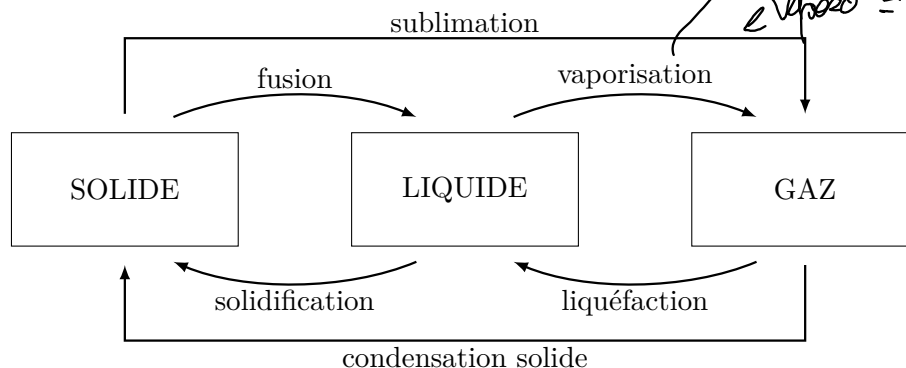 sublimation
fusion
vaporisation
SOLIDE
LIQUIDE
GAZ
solidification
liquéfaction
condensation solide